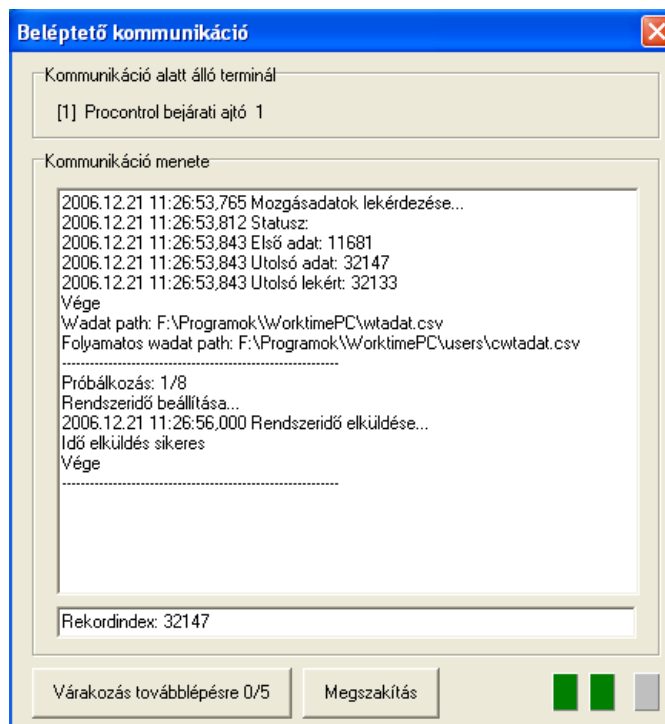 Beléptető kommunikáció
Kommunikáció alatt álló terminál
[1] Procontrol bejárati ajtó 1
Kommunikáció menete
2006.12.21 11:26:53,765 Mozgásadatok lekérdezése...
2006.12.21 11:26:53,812 Statusz:
2006.12.21 11:26:53,843 Első adat: 11681
2006.12.21 11:26:53,843 Utolsó adat: 32147
2006.12.21 11:26:53,843 Utolsó lekért: 32133
Vége
Wadat path: F:\Programok\WorktimePC\wtadat.csv
Folyamatos wadat path: F:\Programok\WorktimePC\users\cwtadat.csv
------------------------------------------------------------
Próbálkozás: 1/8
Rendszeridő beállítása...
2006.12.21 11:26:56,000 Rendszeridő elküldése...
Idő elküldés sikeres
Vége
------------------------------------------------------------
Rekordindex: 32147
Várakozás továbblépésre 0/5
Megszakítás